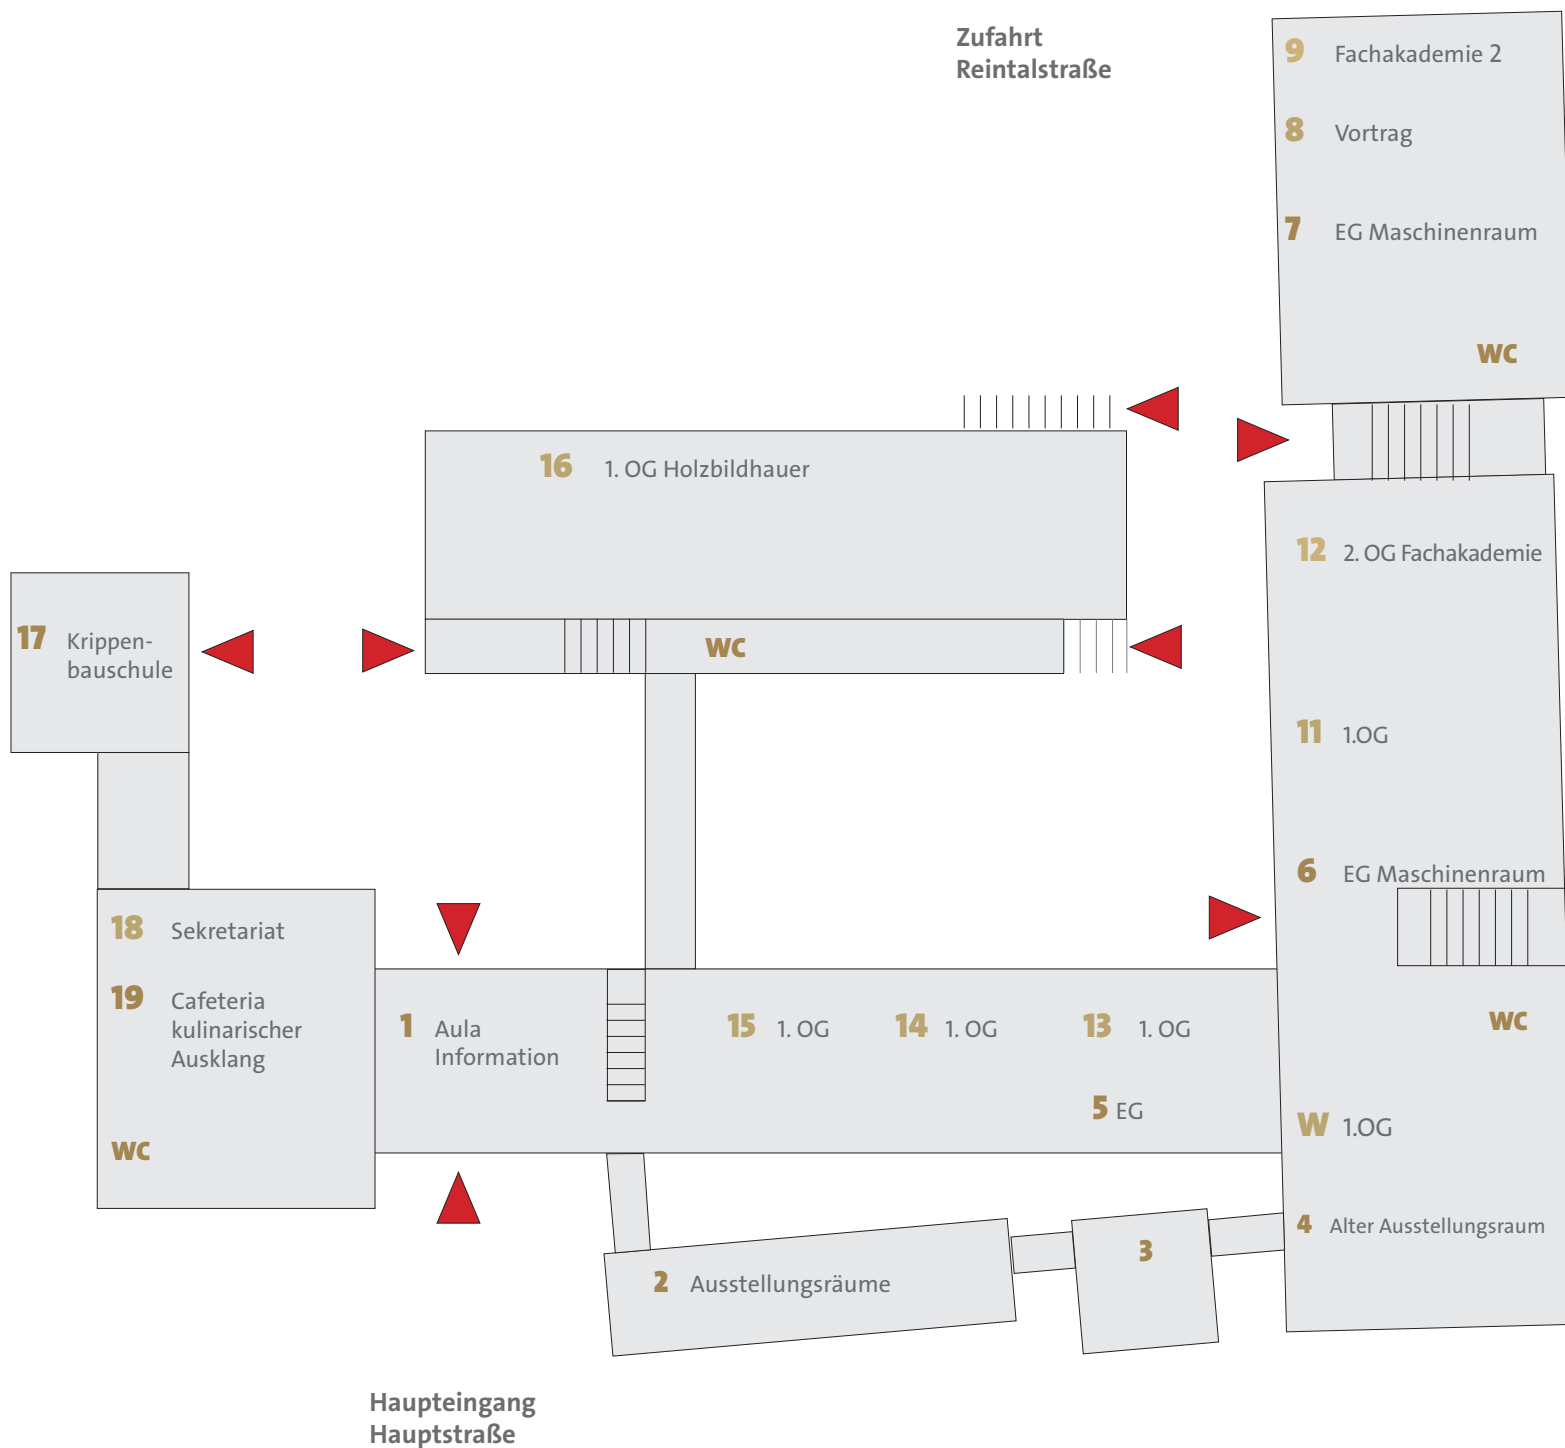 Zufahrt
Reintalstraße
9 Fachakademie 2
8 Vortrag
7 EG Maschinenraum
WC
16 1. OG Holzbildhauer
WC
12 2. OG Fachakademie
11 1.OG
6 EG Maschinenraum
WC
W 1.OG
4 Alter Ausstellungsraum
17 Krippen-
bauschule
18 Sekretariat
19 Cafeteria
kulinarischer
Ausklang
WC
1 Aula
Information
15 1. OG
14 1. OG
13 1. OG
5 EG
2 Ausstellungsräume
3
Haupteingang
Hauptstraße